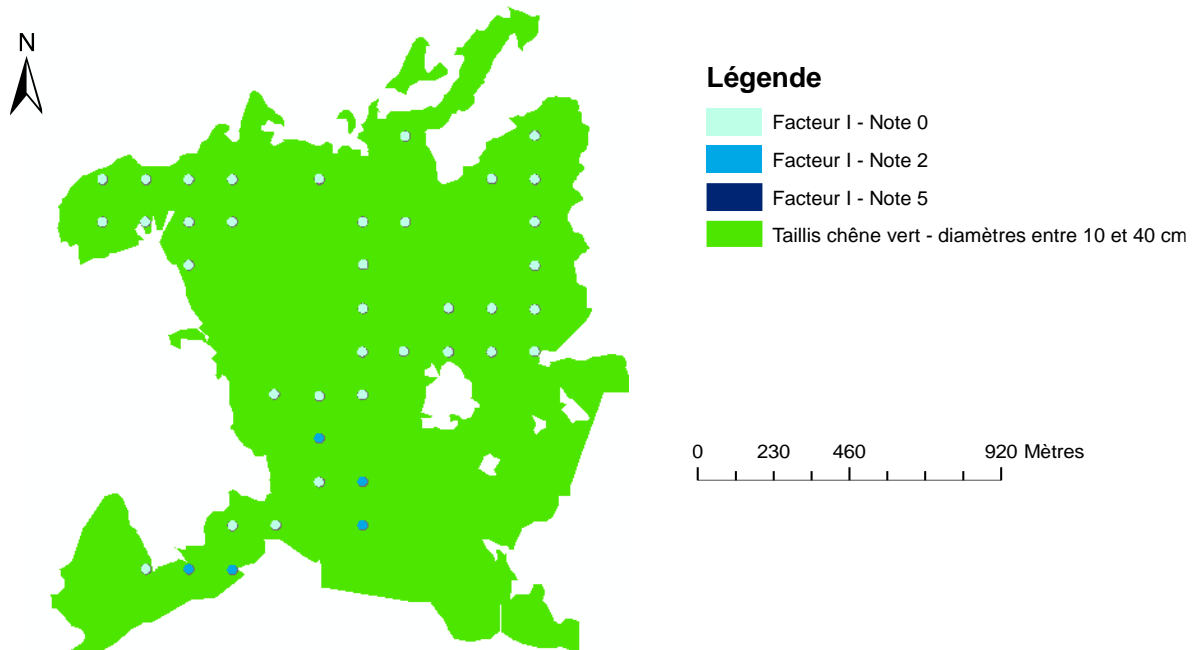 N
Légende
Facteur I - Note 0
Facteur I - Note 2
Facteur I - Note 5
Taillis chêne vert - diamètres entre 10 et 40 cm
0 230 460 920 Mètres